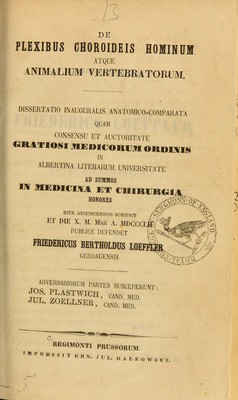 DE
PLEXIBUS CHOROIDEIS HOMINUM
ATQUE
ANIMALIUM VERTEBRATORUM.
DISSERTATIO INAUGURALIS ANATOMICO-COMPARATA
QUAM
CONSENSU ET AUCTORITATE
GRATIOSI MEDICORUM ORDINIS
IN
ALBERTINA LITERARUM UNIVERSITATE
AD SUMMOS
IN MEDICINA ET CHIRURGIA
HONORES
RITE ADIPISCENDOS SCRIPSIT
ET DIE X. M. Maii A. MDCCCLII
PUBLICE DEFENDET
FRIEDERICUS BERTHOLDUS LOEFFLER
GERDAUENSIS
ADVERSARIORUM PARTES SUSCEPERUNT:
JOS. PLASTWICH, CAND. MED.
JUL. ZOELLNER, CAND. MED.
REGIMONTI PRUSSORUM.
IMPRESSIT ERN. JUL. DALKOWSKI.
5